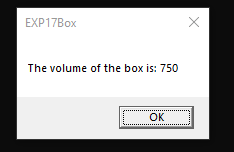 EXP17Box
The volume of the box is: 750
OK